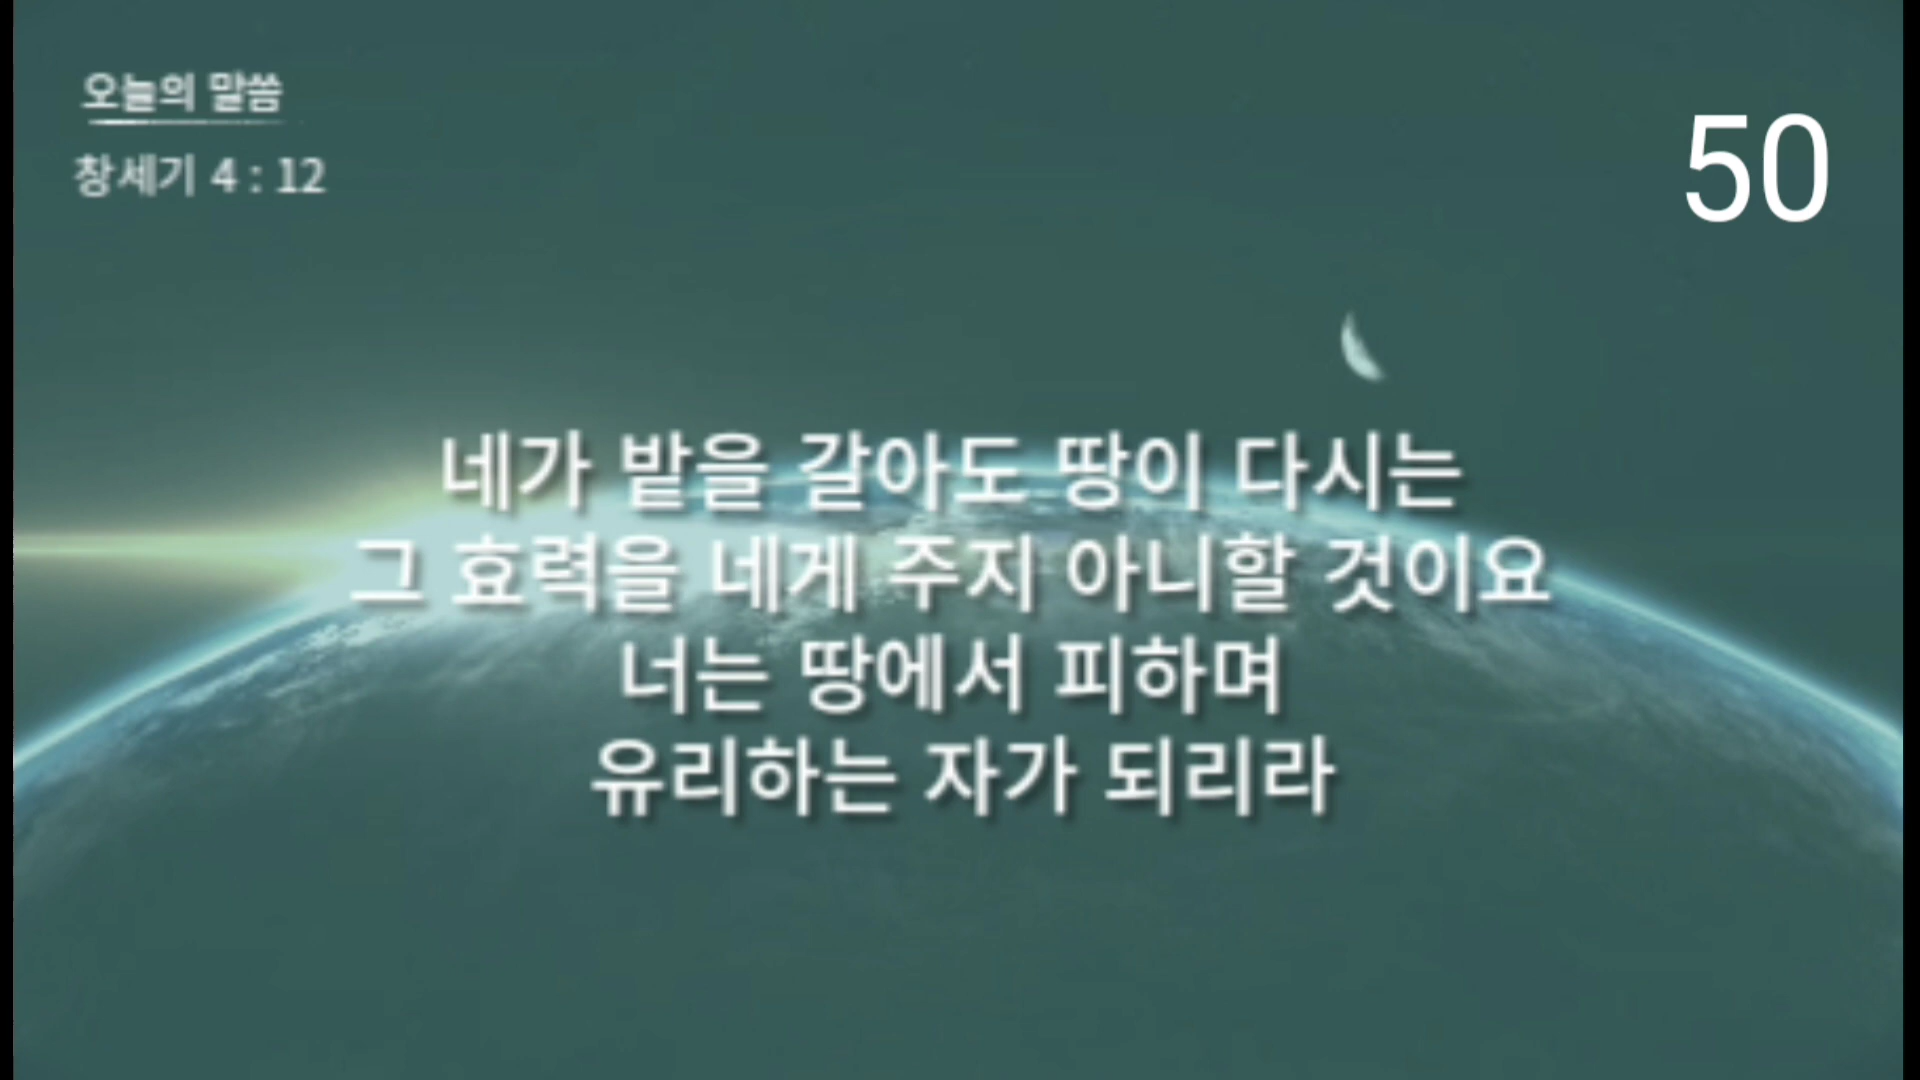 오늘의 말씀
창세기 4 : 12
50
네가 밭을 갈아도 땅이 다시는
그 효력을 네게 주지 아니할 것이요
너는 땅에서 피하며
유리하는 자가 되리라